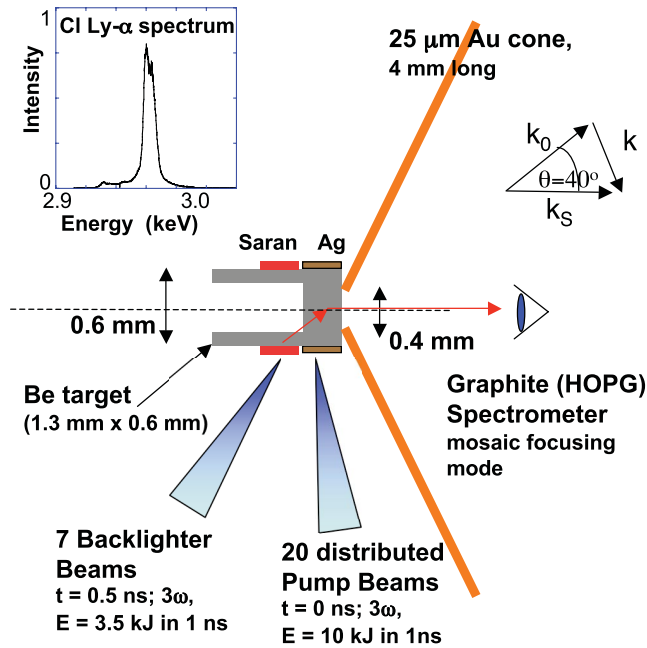 1
Cl Ly-α spectrum
Intensity
0
2.9
3.0
Energy (keV)
25 μm Au cone,
4 mm long
k₀
k
θ=40°
kS
Saran
Ag
0.6 mm
0.4 mm
Be target
(1.3 mm x 0.6 mm)
Graphite (HOPG)
Spectrometer
mosaic focusing
mode
7 Backlighter
Beams
t = 0.5 ns; 3ω,
E = 3.5 kJ in 1 ns
20 distributed
Pump Beams
t = 0 ns; 3ω,
E = 10 kJ in 1ns